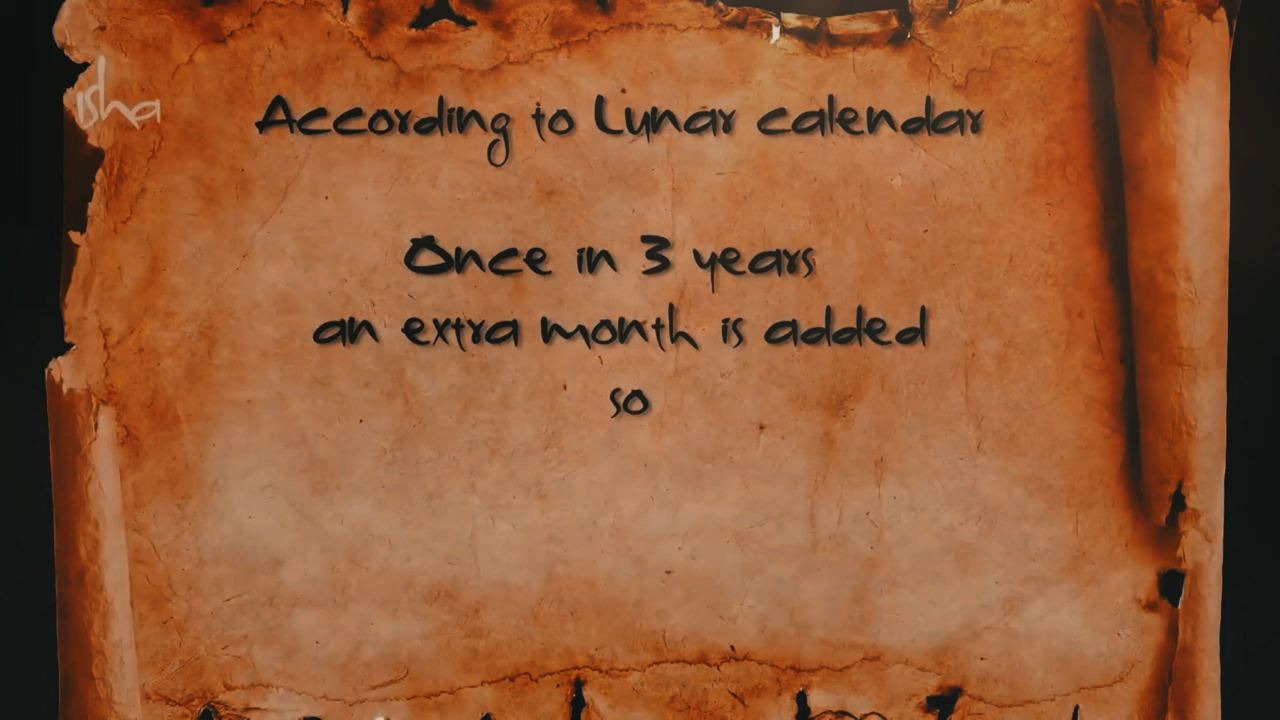 isha
According to Lunar calendar
Once in 3 years
an extra month is added
so